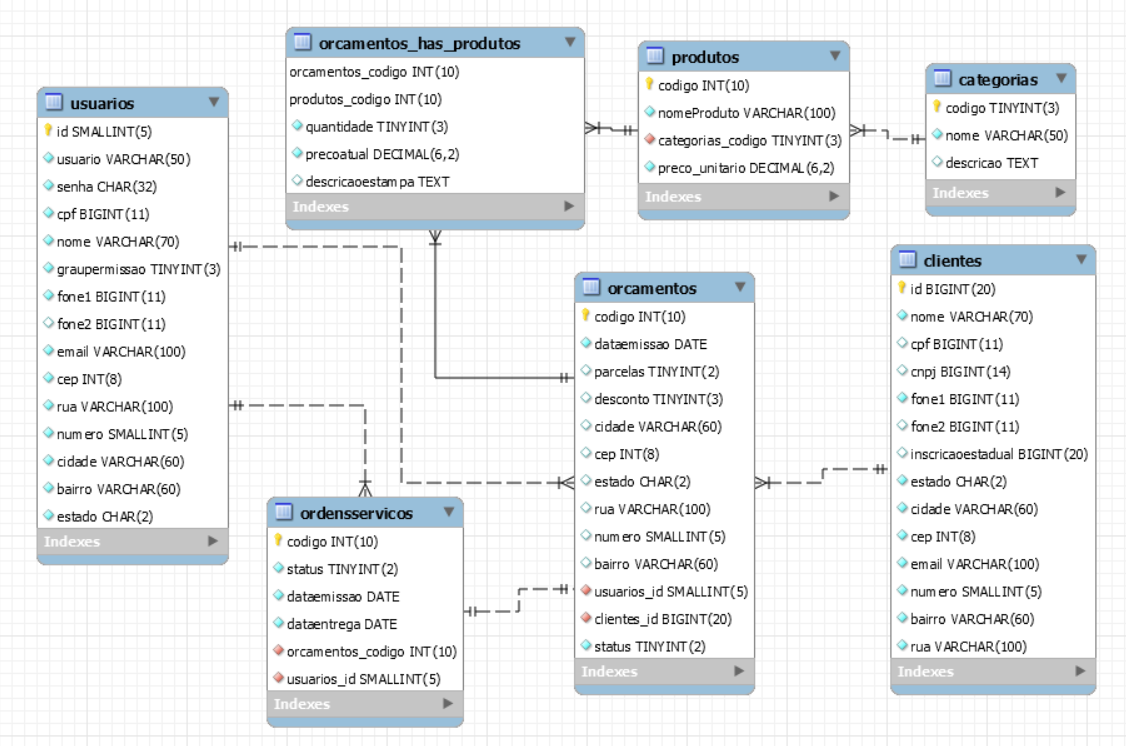 orcamentos_has_produtos
orcamentos_codigo INT(10)
produtos_codigo INT(10)
quantidade TINYINT(3)
precoatual DECIMAL(6,2)
descricaoestampa TEXT
Indexes
produtos
codigo INT(10)
nomeProduto VARCHAR(100)
categorias_codigo TINYINT(3)
preco_unitario DECIMAL(6,2)
Indexes
categorias
codigo TINYINT(3)
nome VARCHAR(50)
descricao TEXT
Indexes
usuarios
id SMALLINT(5)
usuario VARCHAR(50)
senha CHAR(32)
cpf BIGINT(11)
nome VARCHAR(70)
graupermissao TINYINT(3)
fone1 BIGINT(11)
fone2 BIGINT(11)
email VARCHAR(100)
cep INT(8)
rua VARCHAR(100)
numero SMALLINT(5)
cidade VARCHAR(60)
bairro VARCHAR(60)
estado CHAR(2)
Indexes
orcamentos
codigo INT(10)
dataemissao DATE
parcelas TINYINT(2)
desconto TINYINT(3)
cidade VARCHAR(60)
cep INT(8)
estado CHAR(2)
rua VARCHAR(100)
numero SMALLINT(5)
bairro VARCHAR(60)
usuarios_id SMALLINT(5)
clientes_id BIGINT(20)
status TINYINT(2)
Indexes
clientes
id BIGINT(20)
nome VARCHAR(70)
cpf BIGINT(11)
cnpj BIGINT(14)
fone1 BIGINT(11)
fone2 BIGINT(11)
inscricaoestadual BIGINT(20)
estado CHAR(2)
cidade VARCHAR(60)
cep INT(8)
email VARCHAR(100)
numero SMALLINT(5)
bairro VARCHAR(60)
rua VARCHAR(100)
Indexes
ordensservicos
codigo INT(10)
status TINYINT(2)
dataemissao DATE
dataentrega DATE
orcamentos_codigo INT(10)
usuarios_id SMALLINT(5)
Indexes